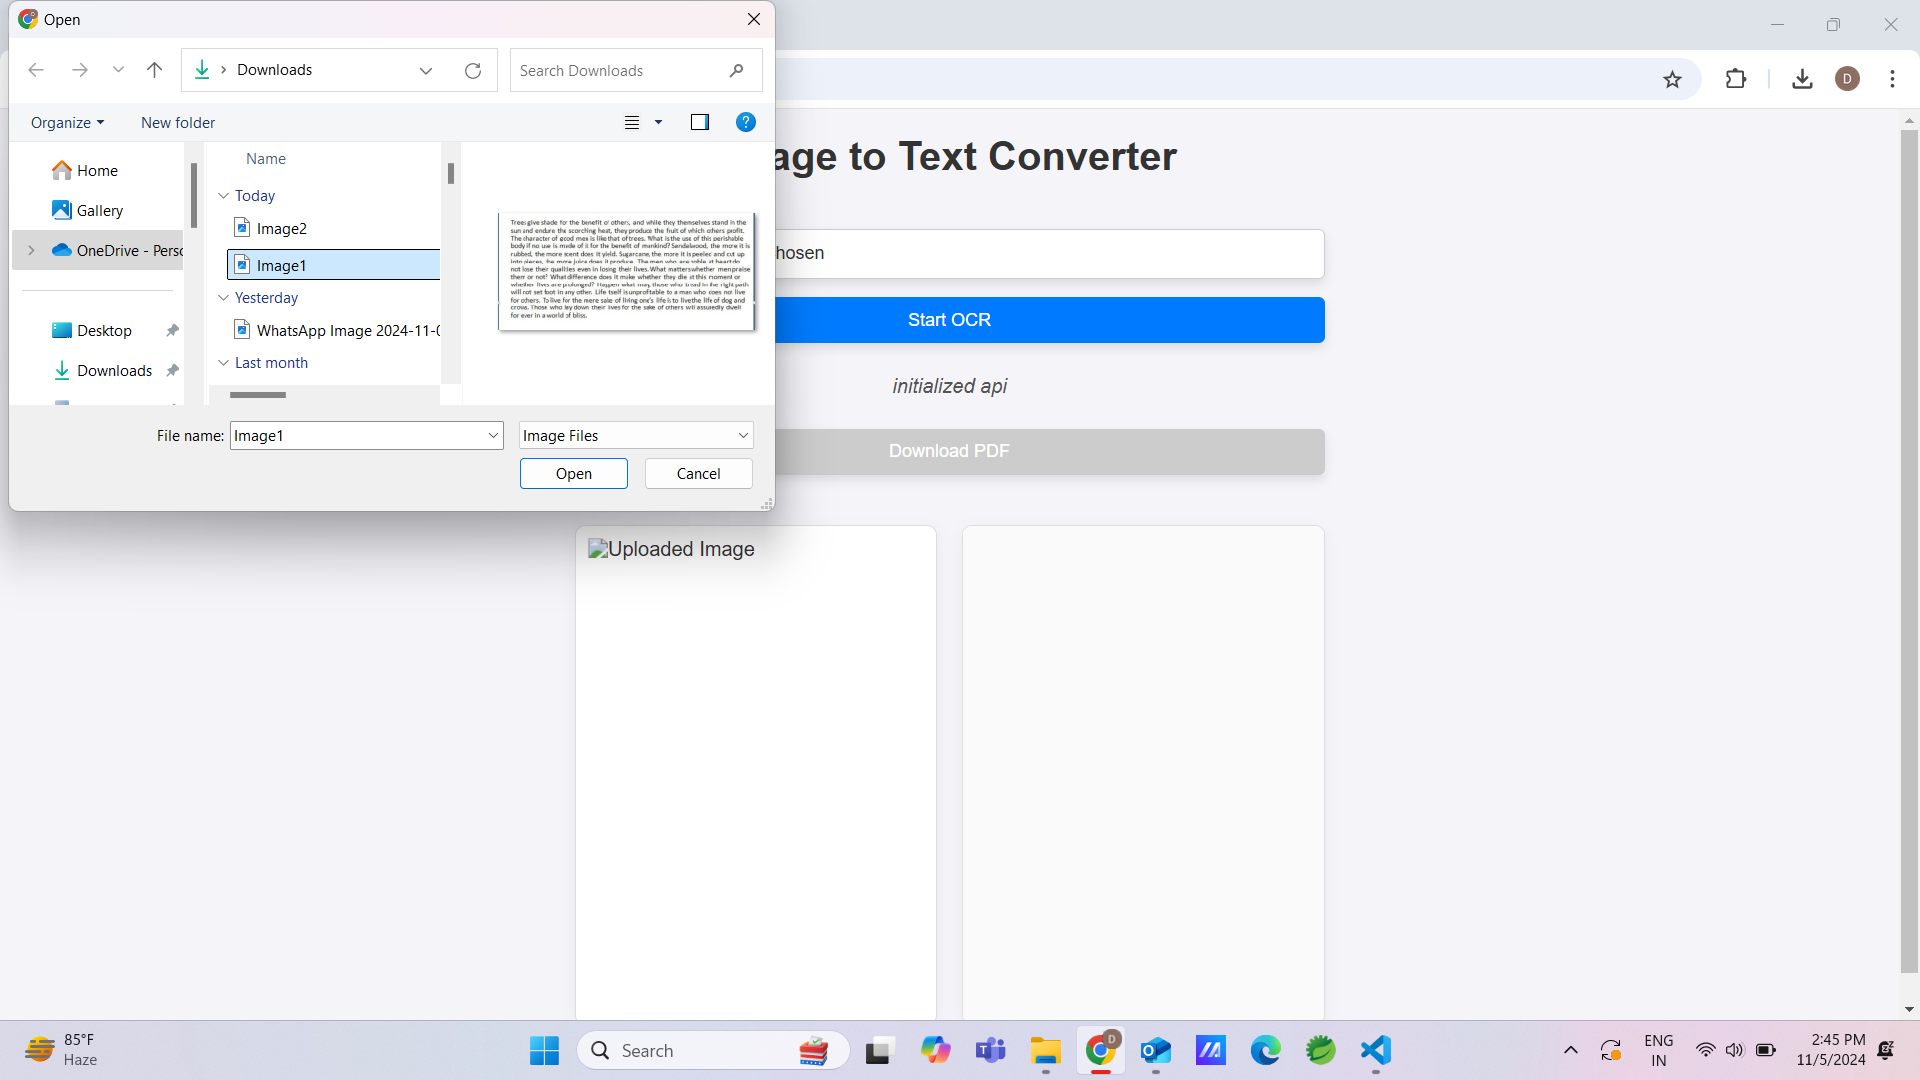 Open
Downloads
Search Downloads
Organize
New folder
Home
Gallery
OneDrive - Perso
Desktop
Downloads
Name
Today
Image2
Image1
Yesterday
WhatsApp Image 2024-11-0
Last month
Trees give shade for the benefit of others, and while they themselves stand in the
sun and endure the scorching heat, they produce the fruit of which others profit.
The character of good men is like that of trees. What is the use of this perishable
body if no use is made of it for the benefit of mankind? Sandalwood, the more it is
rubbed, the more scent does it yield. Sugarcane, the more it is peeled and cut up
into pieces, the more juice does it produce. The men who are noble at heart do
not lose their qualities even in losing their lives. What matters whether men praise
them or not? What difference does it make whether they die at this moment or
whether lives are prolonged? Happen what may, those who tread in the right path
will not set foot in any other. Life itself is unprofitable to a man who does not live
for others. To live for the mere sake of living one's life is to live the life of dog and
crows. Those who lay down their lives for the sake of others will assuredly dwell
for ever in a world of bliss.
File name:
Image1
Image Files
Open
Cancel
D
age to Text Converter
hosen
Start OCR
initialized api
Download PDF
Uploaded Image
85°F
Haze
Search
D
ENG
IN
2:45 PM
11/5/2024